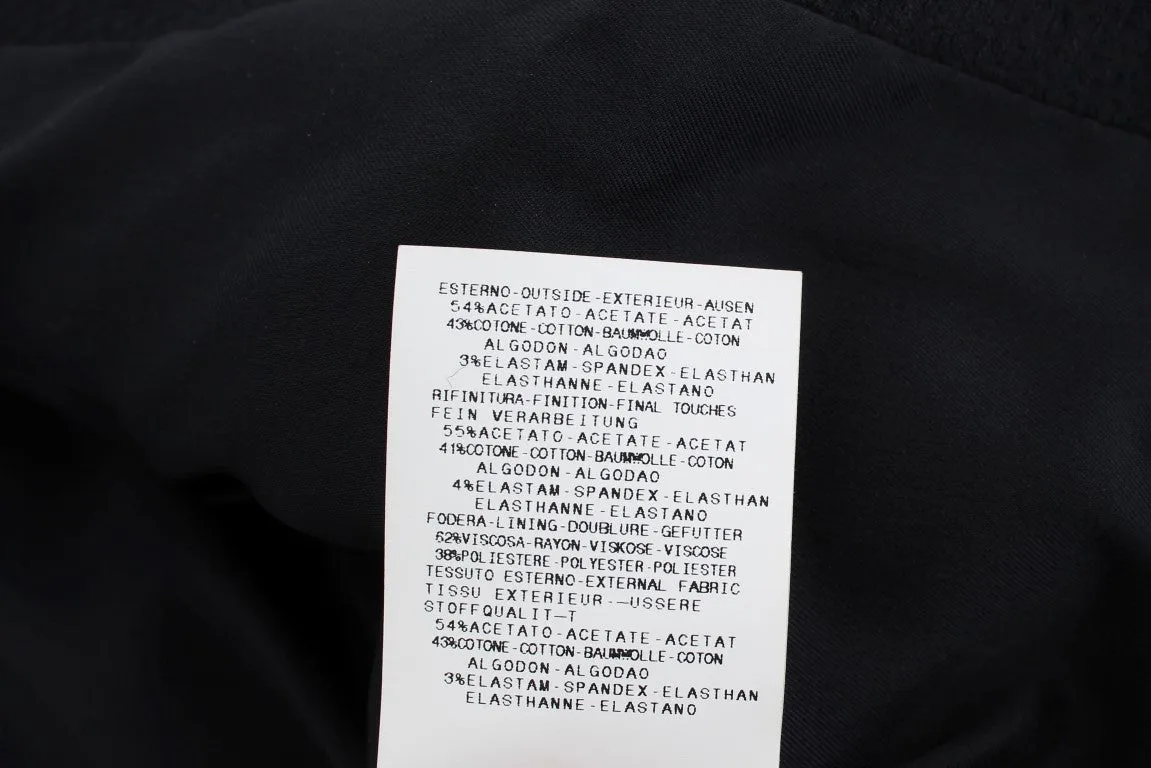 ESTERNO-OUTSIDE-EXTERIEUR-AUSEN
54%ACETATO-ACETATE-ACETAT
43%COTONE-COTTON-BAUMWOLLE-COTON
ALGODON-ALGODAO
3%ELASTAM-SPANDEX-ELASTHAN
ELASTHANNE-ELASTANO
RIFINITURA-FINITION-FINAL TOUCHES
FEIN VERARBEITUNG
55%ACETATO-ACETATE-ACETAT
41%COTONE-COTTON-BAUMWOLLE-COTON
ALGODON-ALGODAO
4%ELASTAM-SPANDEX-ELASTHAN
ELASTHANNE-ELASTANO
FODERA-LINING-DOUBLURE-GEFUTTER
62%VISCOSA-RAYON-VISKOSE-VISCOSE
38%POLIESTERE-POLYESTER-POLIESTER
TESSUTO ESTERNO-EXTERNAL FABRIC
TISSU EXTERIEUR-—USSERE
STOFFQUALIT—T
54%ACETATO-ACETATE-ACETAT
43%COTONE-COTTON-BAUMWOLLE-COTON
ALGODON-ALGODAO
3%ELASTAM-SPANDEX-ELASTHAN
ELASTHANNE-ELASTANO